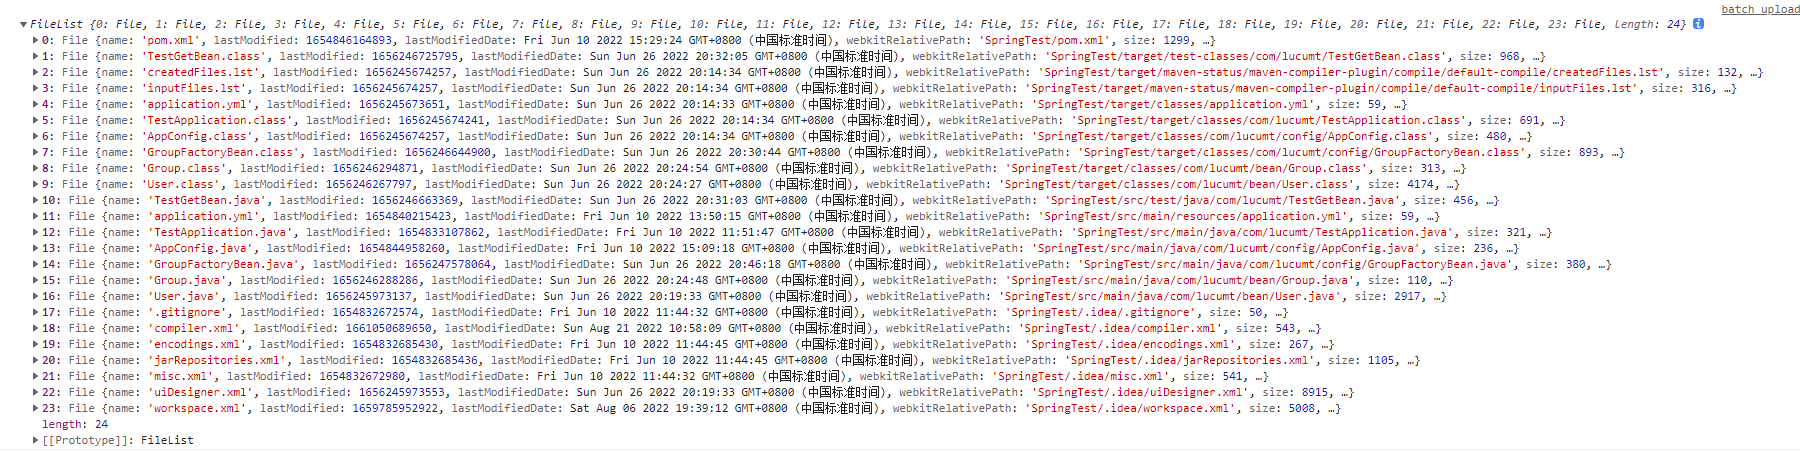 batch upload
▼FileList {0: File, 1: File, 2: File, 3: File, 4: File, 5: File, 6: File, 7: File, 8: File, 9: File, 10: File, 11: File, 12: File, 13: File, 14: File, 15: File, 16: File, 17: File, 18: File, 19: File, 20: File, 21: File, 22: File, 23: File, length: 24} i
▶0: File {name: 'pom.xml', lastModified: 1654846164893, lastModifiedDate: Fri Jun 10 2022 15:29:24 GMT+0800 (中国标准时间), webkitRelativePath: 'SpringTest/pom.xml', size: 1299, …}
▶1: File {name: 'TestGetBean.class', lastModified: 1656246725795, lastModifiedDate: Sun Jun 26 2022 20:32:05 GMT+0800 (中国标准时间), webkitRelativePath: 'SpringTest/target/test-classes/com/lucumt/TestGetBean.class', size: 968, …}
▶2: File {name: 'createdFiles.lst', lastModified: 1656245674257, lastModifiedDate: Sun Jun 26 2022 20:14:34 GMT+0800 (中国标准时间), webkitRelativePath: 'SpringTest/target/maven-status/maven-compiler-plugin/compile/default-compile/createdFiles.lst', size: 132, …}
▶3: File {name: 'inputFiles.lst', lastModified: 1656245674257, lastModifiedDate: Sun Jun 26 2022 20:14:34 GMT+0800 (中国标准时间), webkitRelativePath: 'SpringTest/target/maven-status/maven-compiler-plugin/compile/default-compile/inputFiles.lst', size: 316, …}
▶4: File {name: 'application.yml', lastModified: 1656245673651, lastModifiedDate: Sun Jun 26 2022 20:14:33 GMT+0800 (中国标准时间), webkitRelativePath: 'SpringTest/target/classes/application.yml', size: 59, …}
▶5: File {name: 'TestApplication.class', lastModified: 1656245674241, lastModifiedDate: Sun Jun 26 2022 20:14:34 GMT+0800 (中国标准时间), webkitRelativePath: 'SpringTest/target/classes/com/lucumt/TestApplication.class', size: 691, …}
▶6: File {name: 'AppConfig.class', lastModified: 1656245674257, lastModifiedDate: Sun Jun 26 2022 20:14:34 GMT+0800 (中国标准时间), webkitRelativePath: 'SpringTest/target/classes/com/lucumt/config/AppConfig.class', size: 480, …}
▶7: File {name: 'GroupFactoryBean.class', lastModified: 1656246644900, lastModifiedDate: Sun Jun 26 2022 20:30:44 GMT+0800 (中国标准时间), webkitRelativePath: 'SpringTest/target/classes/com/lucumt/config/GroupFactoryBean.class', size: 893, …}
▶8: File {name: 'Group.class', lastModified: 1656246294871, lastModifiedDate: Sun Jun 26 2022 20:24:54 GMT+0800 (中国标准时间), webkitRelativePath: 'SpringTest/target/classes/com/lucumt/bean/Group.class', size: 313, …}
▶9: File {name: 'User.class', lastModified: 1656246267797, lastModifiedDate: Sun Jun 26 2022 20:24:27 GMT+0800 (中国标准时间), webkitRelativePath: 'SpringTest/target/classes/com/lucumt/bean/User.class', size: 4174, …}
▶10: File {name: 'TestGetBean.java', lastModified: 1656246663369, lastModifiedDate: Sun Jun 26 2022 20:31:03 GMT+0800 (中国标准时间), webkitRelativePath: 'SpringTest/src/test/java/com/lucumt/TestGetBean.java', size: 456, …}
▶11: File {name: 'application.yml', lastModified: 1654840215423, lastModifiedDate: Fri Jun 10 2022 13:50:15 GMT+0800 (中国标准时间), webkitRelativePath: 'SpringTest/src/main/resources/application.yml', size: 59, …}
▶12: File {name: 'TestApplication.java', lastModified: 1654833107862, lastModifiedDate: Fri Jun 10 2022 11:51:47 GMT+0800 (中国标准时间), webkitRelativePath: 'SpringTest/src/main/java/com/lucumt/TestApplication.java', size: 321, …}
▶13: File {name: 'AppConfig.java', lastModified: 1654844958260, lastModifiedDate: Fri Jun 10 2022 15:09:18 GMT+0800 (中国标准时间), webkitRelativePath: 'SpringTest/src/main/java/com/lucumt/config/AppConfig.java', size: 236, …}
▶14: File {name: 'GroupFactoryBean.java', lastModified: 1656247578064, lastModifiedDate: Sun Jun 26 2022 20:46:18 GMT+0800 (中国标准时间), webkitRelativePath: 'SpringTest/src/main/java/com/lucumt/config/GroupFactoryBean.java', size: 380, …}
▶15: File {name: 'Group.java', lastModified: 1656246288286, lastModifiedDate: Sun Jun 26 2022 20:24:48 GMT+0800 (中国标准时间), webkitRelativePath: 'SpringTest/src/main/java/com/lucumt/bean/Group.java', size: 110, …}
▶16: File {name: 'User.java', lastModified: 1656245973137, lastModifiedDate: Sun Jun 26 2022 20:19:33 GMT+0800 (中国标准时间), webkitRelativePath: 'SpringTest/src/main/java/com/lucumt/bean/User.java', size: 2917, …}
▶17: File {name: '.gitignore', lastModified: 1654832672574, lastModifiedDate: Fri Jun 10 2022 11:44:32 GMT+0800 (中国标准时间), webkitRelativePath: 'SpringTest/.idea/.gitignore', size: 50, …}
▶18: File {name: 'compiler.xml', lastModified: 1661050689650, lastModifiedDate: Sun Aug 21 2022 10:58:09 GMT+0800 (中国标准时间), webkitRelativePath: 'SpringTest/.idea/compiler.xml', size: 543, …}
▶19: File {name: 'encodings.xml', lastModified: 1654832685430, lastModifiedDate: Fri Jun 10 2022 11:44:45 GMT+0800 (中国标准时间), webkitRelativePath: 'SpringTest/.idea/encodings.xml', size: 267, …}
▶20: File {name: 'jarRepositories.xml', lastModified: 1654832685436, lastModifiedDate: Fri Jun 10 2022 11:44:45 GMT+0800 (中国标准时间), webkitRelativePath: 'SpringTest/.idea/jarRepositories.xml', size: 1105, …}
▶21: File {name: 'misc.xml', lastModified: 1654832672980, lastModifiedDate: Fri Jun 10 2022 11:44:32 GMT+0800 (中国标准时间), webkitRelativePath: 'SpringTest/.idea/misc.xml', size: 541, …}
▶22: File {name: 'uiDesigner.xml', lastModified: 1656245973553, lastModifiedDate: Sun Jun 26 2022 20:19:33 GMT+0800 (中国标准时间), webkitRelativePath: 'SpringTest/.idea/uiDesigner.xml', size: 8915, …}
▶23: File {name: 'workspace.xml', lastModified: 1659785952922, lastModifiedDate: Sat Aug 06 2022 19:39:12 GMT+0800 (中国标准时间), webkitRelativePath: 'SpringTest/.idea/workspace.xml', size: 5008, …}
length: 24
▶[[Prototype]]: FileList